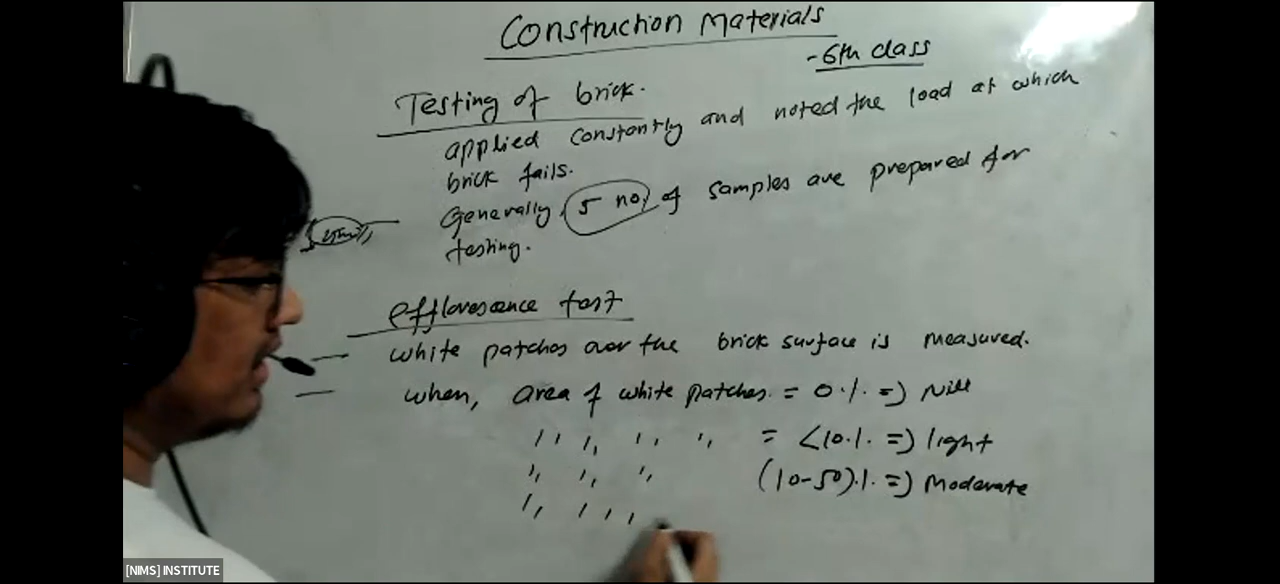 Construction Materials
- 6th class
Testing of brick.
applied constantly and noted the load at which
brick fails.
Generally 5 no. of samples are prepared for
testing.
efflorescence test
— white patches over the brick surface is measured.
— when, area of white patches = 0% => Nill
,, ,, ,, ,, = <10% => light
,, ,, ,, (10-50)% => Moderate
,, ,, ,
[NIMS] INSTITUTE